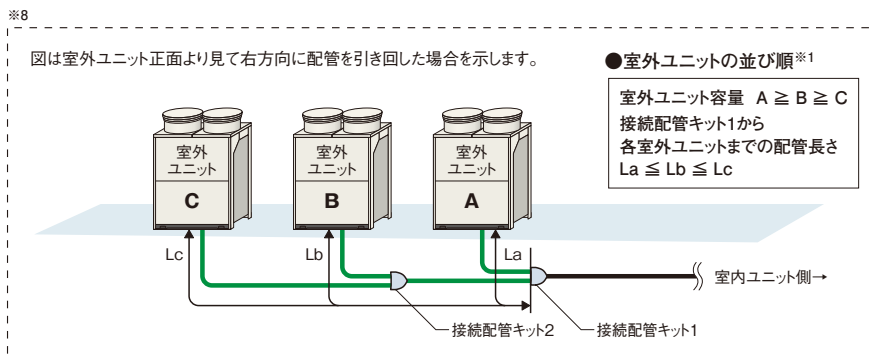 ※8
図は室外ユニット正面より見て右方向に配管を引き回した場合を示します。
●室外ユニットの並び順※1
室外ユニット容量 A ≧ B ≧ C
接続配管キット1から
各室外ユニットまでの配管長さ
La ≦ Lb ≦ Lc
室外
ユニット
C
室外
ユニット
B
室外
ユニット
A
Lc
Lb
La
室内ユニット側→
接続配管キット2
接続配管キット1